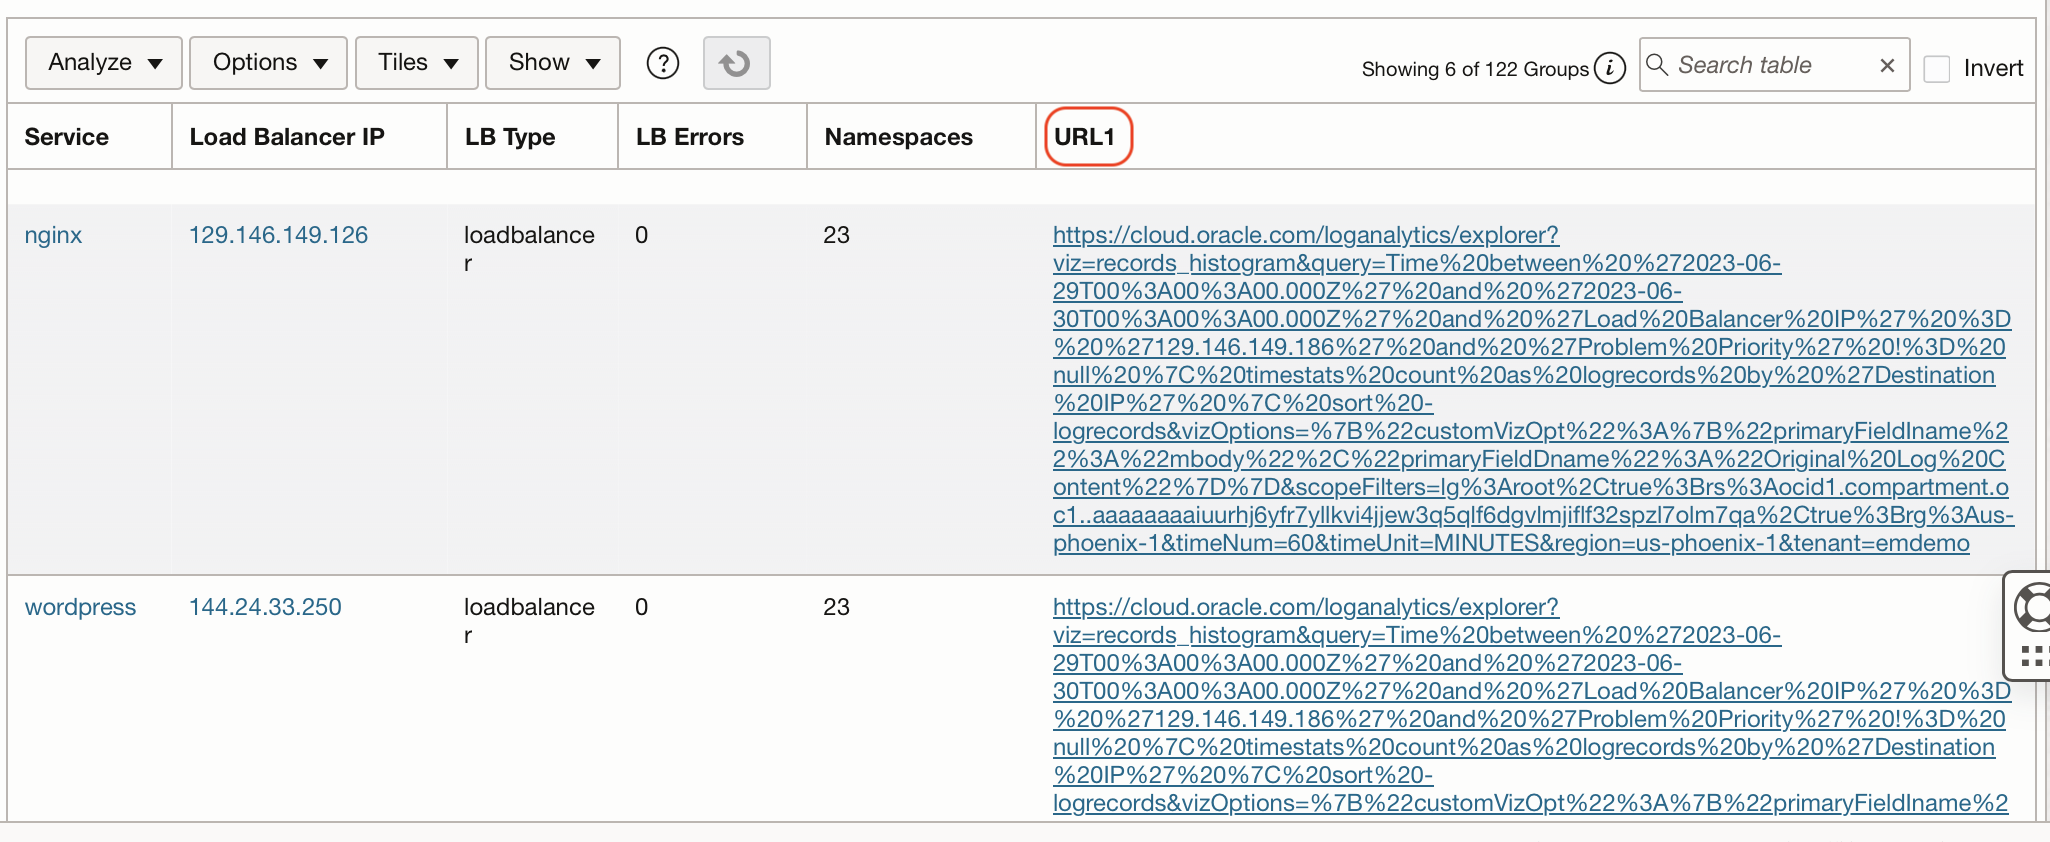 Analyze Options Tiles Show ? Showing 6 of 122 Groups i Search table × Invert
Service Load Balancer IP LB Type LB Errors Namespaces URL1
nginx 129.146.149.126 loadbalance 0 23 https://cloud.oracle.com/loganalytics/explorer?
r viz=records_histogram&query=Time%20between%20%272023-06-
29T00%3A00%3A00.000Z%27%20and%20%272023-06-
30T00%3A00%3A00.000Z%27%20and%20%27Load%20Balancer%20IP%27%20%3D
%20%27129.146.149.186%27%20and%20%27Problem%20Priority%27%20!%3D%20
null%20%7C%20timestats%20count%20as%20logrecords%20by%20%27Destination
%20IP%27%20%7C%20sort%20-
logrecords&vizOptions=%7B%22customVizOpt%22%3A%7B%22primaryFieldIname%2
2%3A%22mbody%22%2C%22primaryFieldDname%22%3A%22Original%20Log%20C
ontent%22%7D%7D&scopeFilters=lg%3Aroot%2Ctrue%3Brs%3Aocid1.compartment.o
c1..aaaaaaaaiuurhj6yfr7yllkvi4jjew3q5qlf6dgvlmjiflf32spzl7olm7qa%2Ctrue%3Brg%3Aus-
phoenix-1&timeNum=60&timeUnit=MINUTES&region=us-phoenix-1&tenant=emdemo
wordpress 144.24.33.250 loadbalance 0 23 https://cloud.oracle.com/loganalytics/explorer?
r viz=records_histogram&query=Time%20between%20%272023-06-
29T00%3A00%3A00.000Z%27%20and%20%272023-06-
30T00%3A00%3A00.000Z%27%20and%20%27Load%20Balancer%20IP%27%20%3D
%20%27129.146.149.186%27%20and%20%27Problem%20Priority%27%20!%3D%20
null%20%7C%20timestats%20count%20as%20logrecords%20by%20%27Destination
%20IP%27%20%7C%20sort%20-
logrecords&vizOptions=%7B%22customVizOpt%22%3A%7B%22primaryFieldIname%2